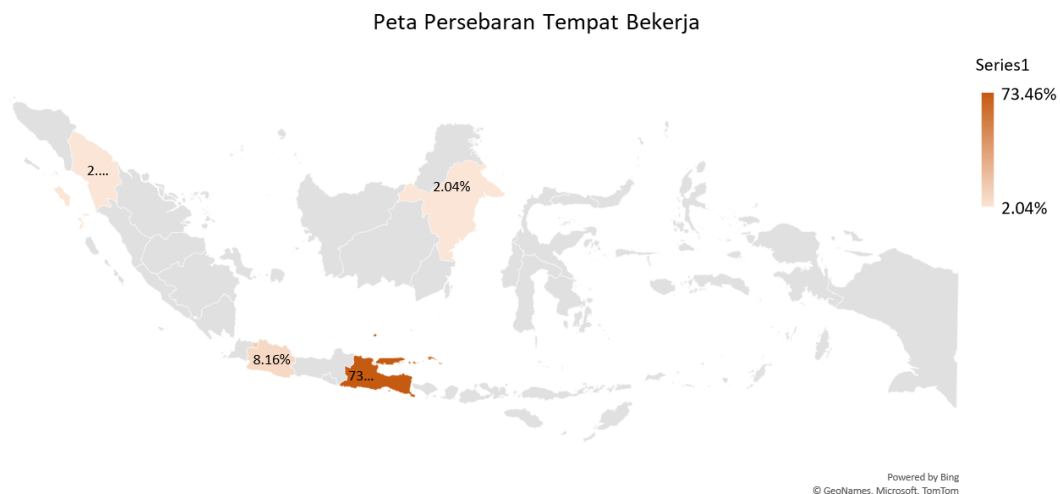 Peta Persebaran Tempat Bekerja
Series1
73.46%
2.04%
2....
2.04%
8.16%
73...
Powered by Bing
© GeoNames, Microsoft, TomTom